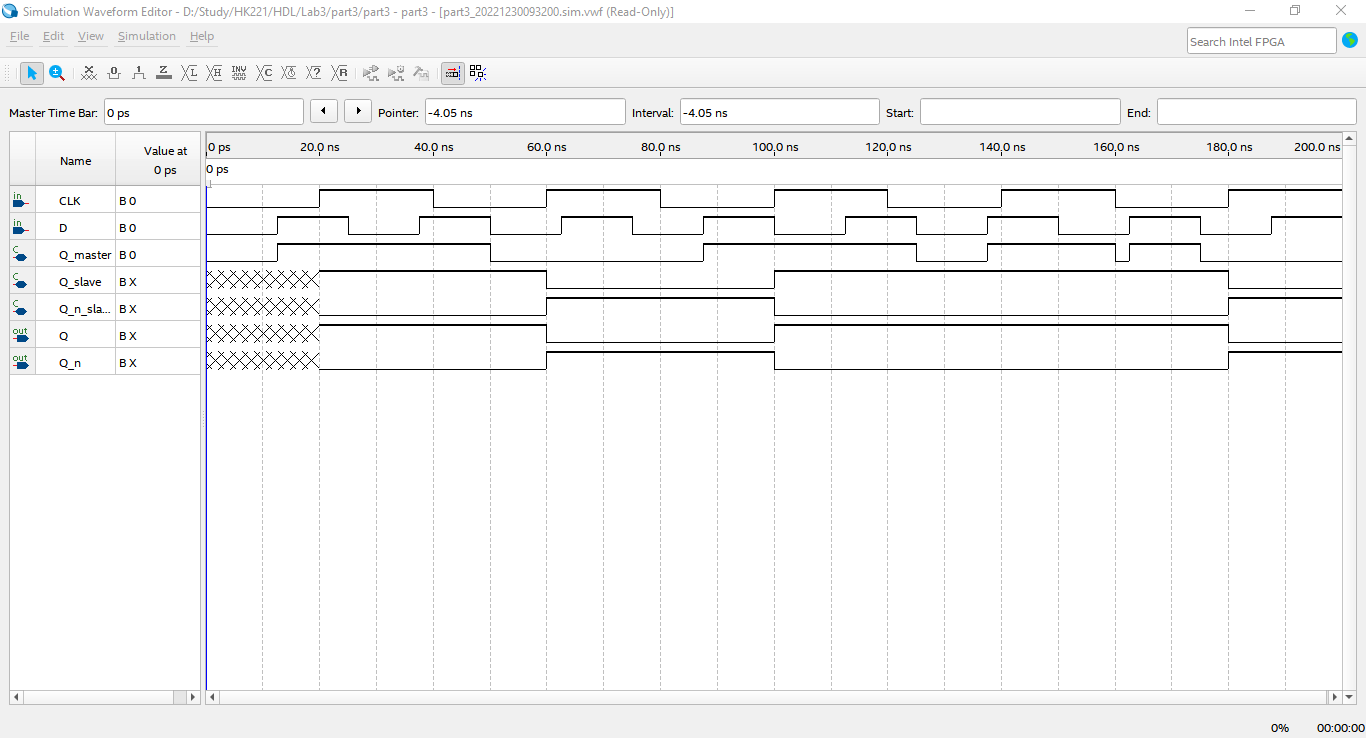 Simulation Waveform Editor - D:/Study/HK221/HDL/Lab3/part3/part3 - part3 - [part3_20221230093200.sim.vwf (Read-Only)]
File Edit View Simulation Help
Search Intel FPGA
Master Time Bar: 0 ps Pointer: -4.05 ns Interval: -4.05 ns Start: End:
Name Value at 0 ps
0 ps 20.0 ns 40.0 ns 60.0 ns 80.0 ns 100.0 ns 120.0 ns 140.0 ns 160.0 ns 180.0 ns 200.0 ns
0 ps
in CLK B 0
in D B 0
C Q_master B 0
C Q_slave B X
C Q_n_sla... B X
out Q B X
out Q_n B X
0% 00:00:00